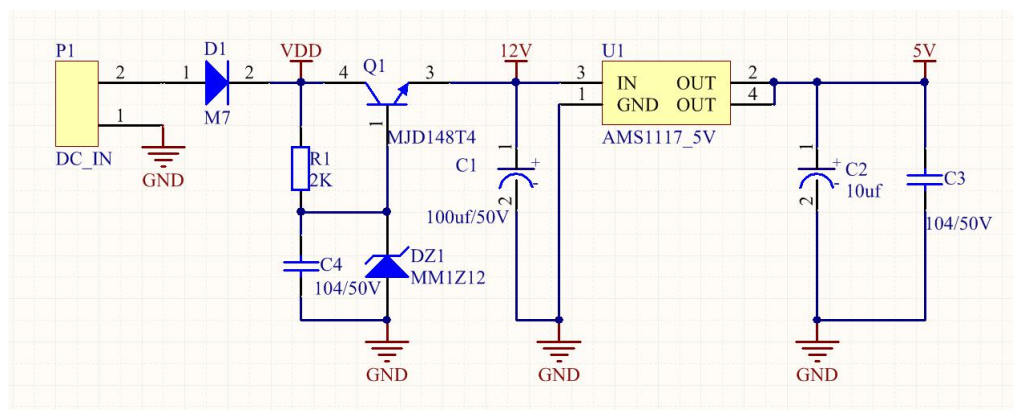 P1
2
1
DC_IN
GND
1
D1
2
M7
VDD
4
Q1
3
1
MJD148T4
R1
2K
C4
104/50V
DZ1
MM1Z12
GND
12V
C1
1
+
-
2
100uf/50V
GND
U1
3
IN
OUT
2
1
GND
OUT
4
AMS1117_5V
5V
1
+
C2
-
10uf
2
C3
104/50V
GND